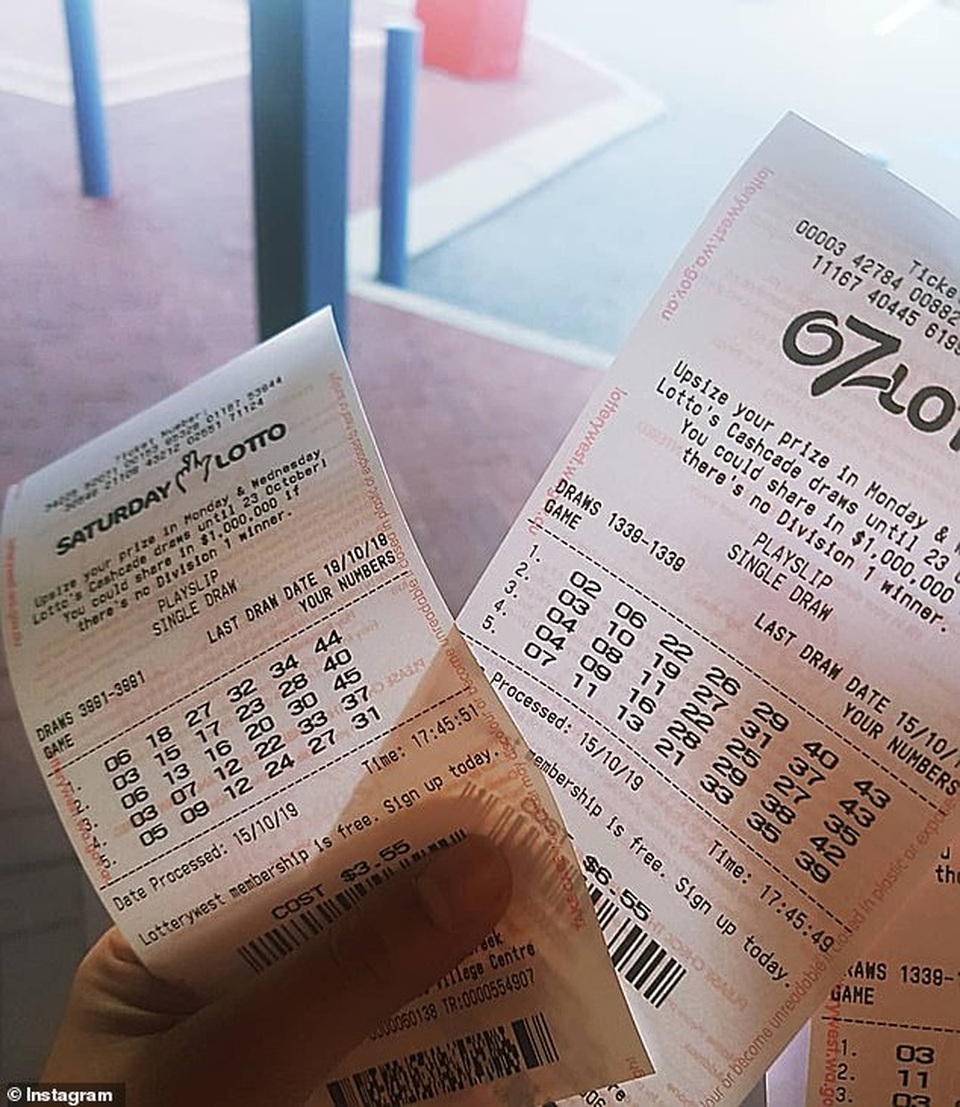 Ticket Number:
SATURDAY LOTTO
Upsize your prize in Monday & Wednesday
Lotto's Cashcade draws until 23 October!
You could share in $1,000,000 if
there's no Division 1 winner.
PLAYSLIP
SINGLE DRAW
LAST DRAW DATE 19/10/19
DRAWS 3991-3991
GAME YOUR NUMBERS
06 18 27 32 34 44
03 15 17 23 28 40
06 13 16 20 30 45
03 07 12 22 33 37
05 09 12 24 27 31
Date Processed: 15/10/19 Time: 17:45:51
Lotterywest membership is free. Sign up today.
COST $3.55
Village Centre
TR:0000554907
lotterywest.wa.gov.au
lotterywest
Ticke
00003 42784 00882
11167 40445 6199
OZLOT
Upsize your prize in Monday & W
Lotto's Cashcade draws until 23 O
You could share in $1,000,000
there's no Division 1 winner.
PLAYSLIP
SINGLE DRAW
LAST DRAW DATE 15/10/1
DRAWS 1339-1339
GAME YOUR NUMBERS
1. 02 06 22 26 29 40 43
2. 03 10 19 27 31 37 43
3. 04 08 11 22 25 27 35
4. 04 09 16 28 29 38 42
5. 07 11 13 21 33 35 39
Processed: 15/10/19 Time: 17:45:49
embership is free. Sign up today.
$6.55
RAWS 1339-1
GAME
1. 03
2. 11
3. 03
© Instagram